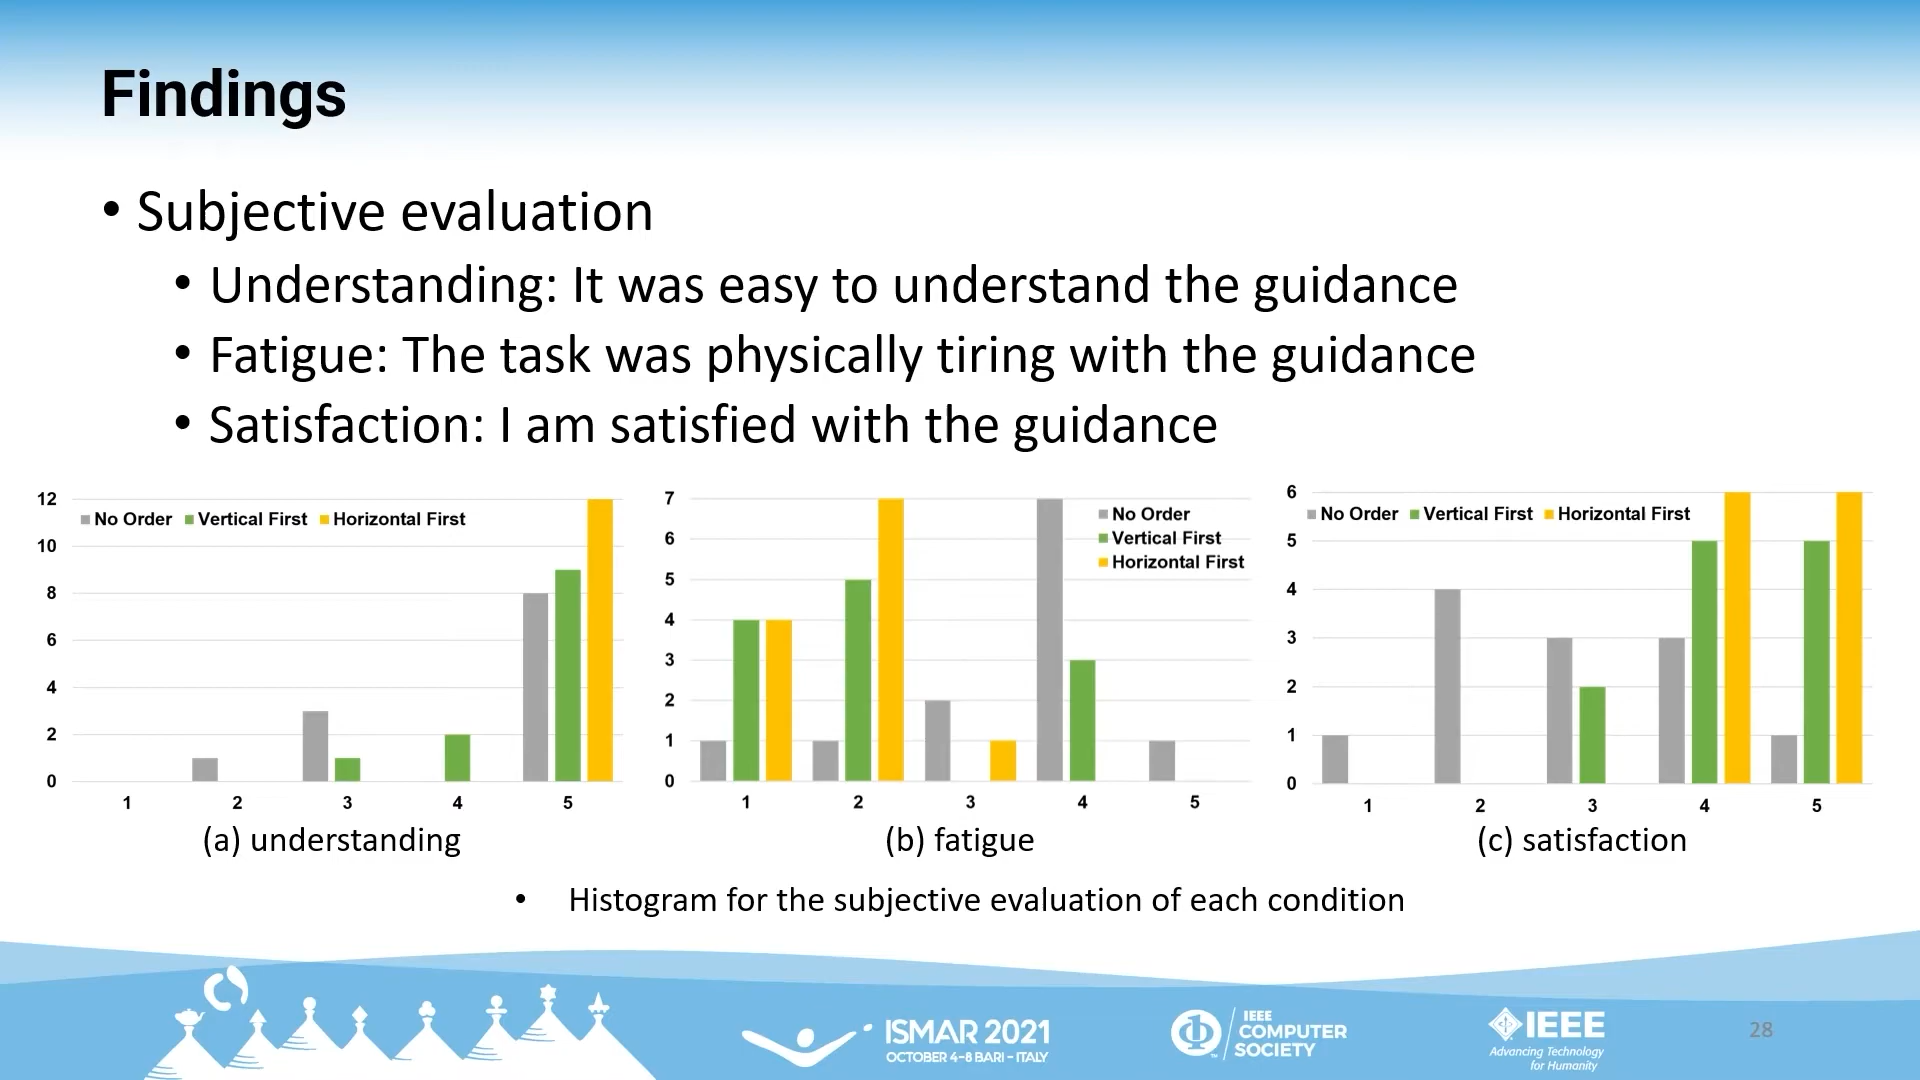 Findings
• Subjective evaluation
• Understanding: It was easy to understand the guidance
• Fatigue: The task was physically tiring with the guidance
• Satisfaction: I am satisfied with the guidance
12
10
8
6
4
2
0
No Order Vertical First Horizontal First
1 2 3 4 5
(a) understanding
7
6
5
4
3
2
1
0
No Order
Vertical First
Horizontal First
1 2 3 4 5
(b) fatigue
6
5
4
3
2
1
0
No Order Vertical First Horizontal First
1 2 3 4 5
(c) satisfaction
• Histogram for the subjective evaluation of each condition
ISMAR 2021
OCTOBER 4-8 BARI - ITALY
IEEE
COMPUTER
SOCIETY
TM
IEEE
Advancing Technology
for Humanity
28